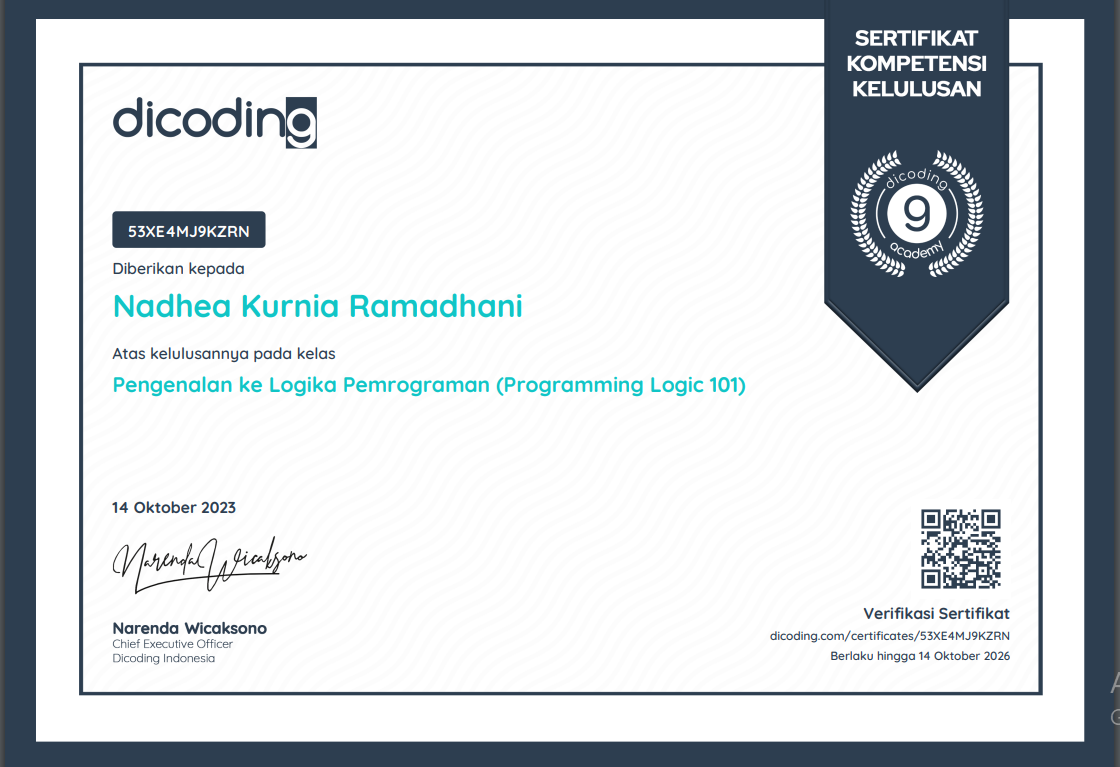 SERTIFIKAT
KOMPETENSI
KELULUSAN
dicoding
dicoding
g
academy
53XE4MJ9KZRN
Diberikan kepada
Nadhea Kurnia Ramadhani
Atas kelulusannya pada kelas
Pengenalan ke Logika Pemrograman (Programming Logic 101)
14 Oktober 2023
Narenda Wicaksono
Narenda Wicaksono
Chief Executive Officer
Dicoding Indonesia
Verifikasi Sertifikat
dicoding.com/certificates/53XE4MJ9KZRN
Berlaku hingga 14 Oktober 2026